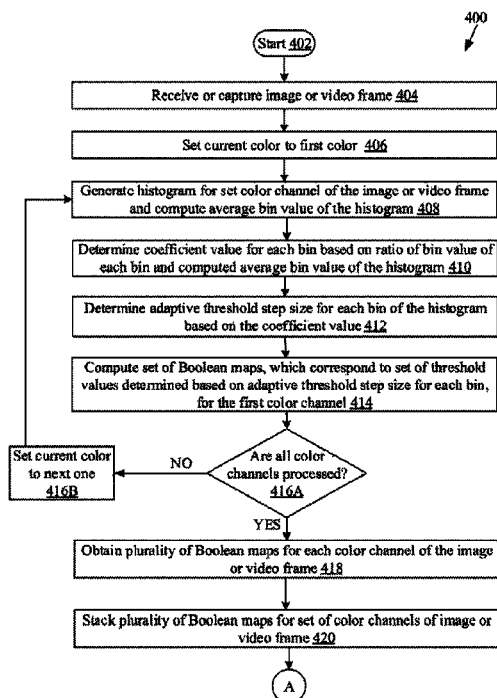 400
Start 402
Receive or capture image or video frame 404
Set current color to first color 406
Generate histogram for set color channel of the image or video frame
and compute average bin value of the histogram 408
Determine coefficient value for each bin based on ratio of bin value of
each bin and computed average bin value of the histogram 410
Determine adaptive threshold step size for each bin of the histogram
based on the coefficient value 412
Compute set of Boolean maps, which correspond to set of threshold
values determined based on adaptive threshold step size for each bin,
for the first color channel 414
Are all color
channels processed?
416A
NO
Set current color
to next one
416B
YES
Obtain plurality of Boolean maps for each color channel of the image
or video frame 418
Stack plurality of Boolean maps for set of color channels of image or
video frame 420
A